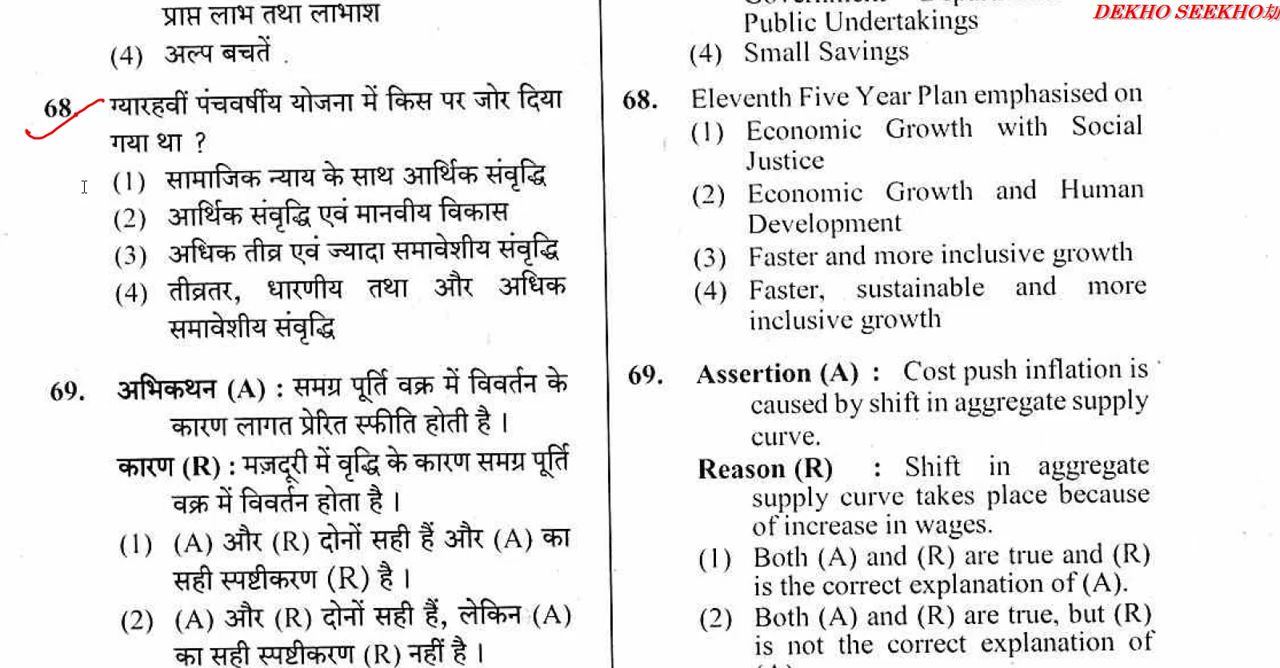 प्राप्त लाभ तथा लाभाश
(4) अल्प बचतें .
68. ग्यारहवीं पंचवर्षीय योजना में किस पर जोर दिया
गया था ?
(1) सामाजिक न्याय के साथ आर्थिक संवृद्धि
(2) आर्थिक संवृद्धि एवं मानवीय विकास
(3) अधिक तीव्र एवं ज्यादा समावेशीय संवृद्धि
(4) तीव्रतर, धारणीय तथा और अधिक
समावेशीय संवृद्धि
69. अभिकथन (A) : समग्र पूर्ति वक्र में विवर्तन के
कारण लागत प्रेरित स्फीति होती है ।
कारण (R) : मज़दूरी में वृद्धि के कारण समग्र पूर्ति
वक्र में विवर्तन होता है ।
(1) (A) और (R) दोनों सही हैं और (A) का
सही स्पष्टीकरण (R) है ।
(2) (A) और (R) दोनों सही हैं, लेकिन (A)
का सही स्पष्टीकरण (R) नहीं है ।
DEKHO SEEKHO
Public Undertakings
(4) Small Savings
68. Eleventh Five Year Plan emphasised on
(1) Economic Growth with Social
Justice
(2) Economic Growth and Human
Development
(3) Faster and more inclusive growth
(4) Faster, sustainable and more
inclusive growth
69. Assertion (A) : Cost push inflation is
caused by shift in aggregate supply
curve.
Reason (R) : Shift in aggregate
supply curve takes place because
of increase in wages.
(1) Both (A) and (R) are true and (R)
is the correct explanation of (A).
(2) Both (A) and (R) are true, but (R)
is not the correct explanation of